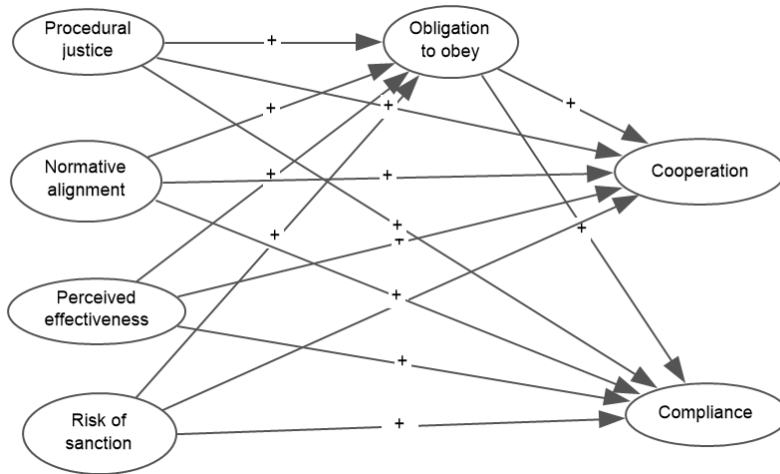 Procedural
justice
Obligation
to obey
+
+
+
+
+
Normative
alignment
+
+
Cooperation
+
+
+
+
Perceived
effectiveness
+
Risk of
sanction
+
+
Compliance